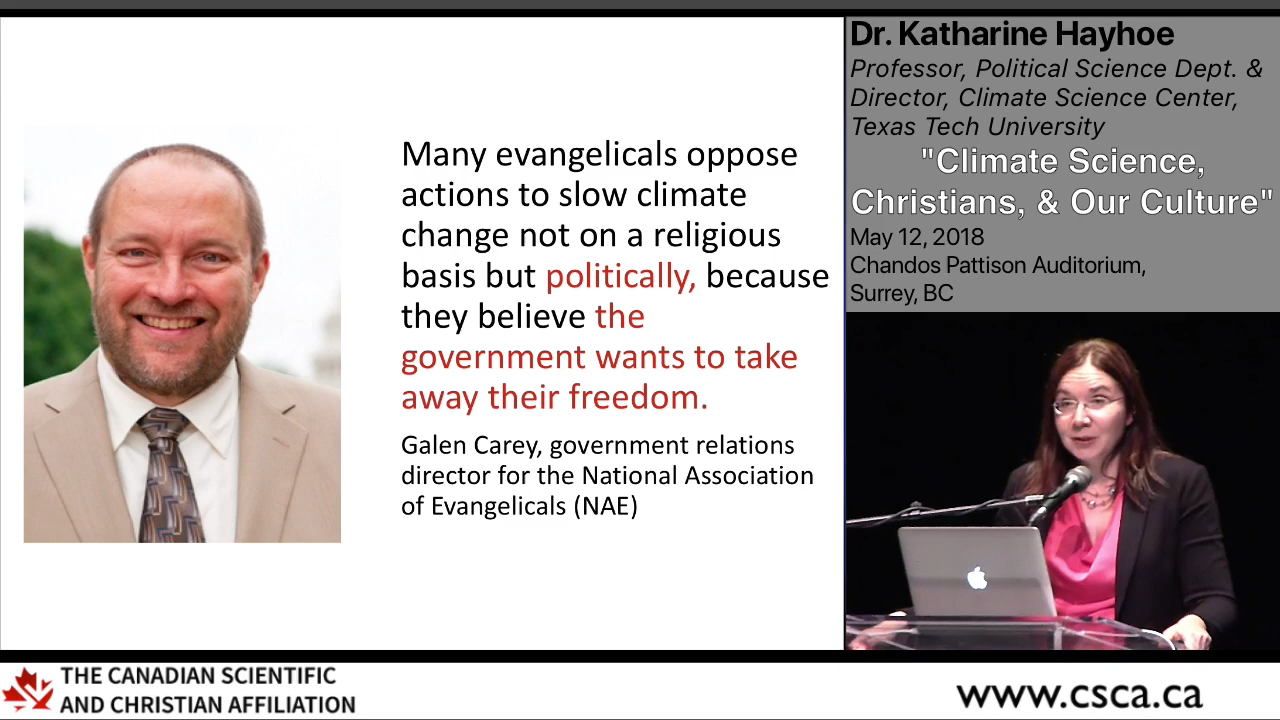 Many evangelicals oppose
actions to slow climate
change not on a religious
basis but politically, because
they believe the
government wants to take
away their freedom.
Galen Carey, government relations
director for the National Association
of Evangelicals (NAE)
Dr. Katharine Hayhoe
Professor, Political Science Dept. &
Director, Climate Science Center,
Texas Tech University
"Climate Science,
Christians, & Our Culture"
May 12, 2018
Chandos Pattison Auditorium,
Surrey, BC
THE CANADIAN SCIENTIFIC
AND CHRISTIAN AFFILIATION
www.csca.ca